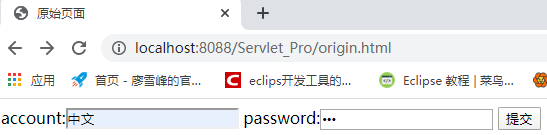 原始页面
localhost:8088/Servlet_Pro/origin.html
应用 首页 - 廖雪峰的官... eclips开发工具的... Eclipse 教程 | 菜鸟...
account:中文 password:••• 提交